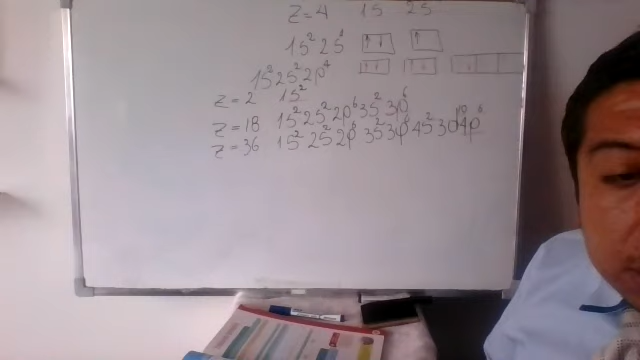 Z=4 1S 2S
1S² 2S¹ ↑↓ ↑
1S² 2S² 2p⁴ ↑↓ ↑↓
Z=2 1S²
Z=18 1S² 2S² 2p⁶ 3S² 3p⁶
Z=36 1S² 2S² 2p⁶ 3S² 3p⁶ 4S² 3d¹⁰ 4p⁶